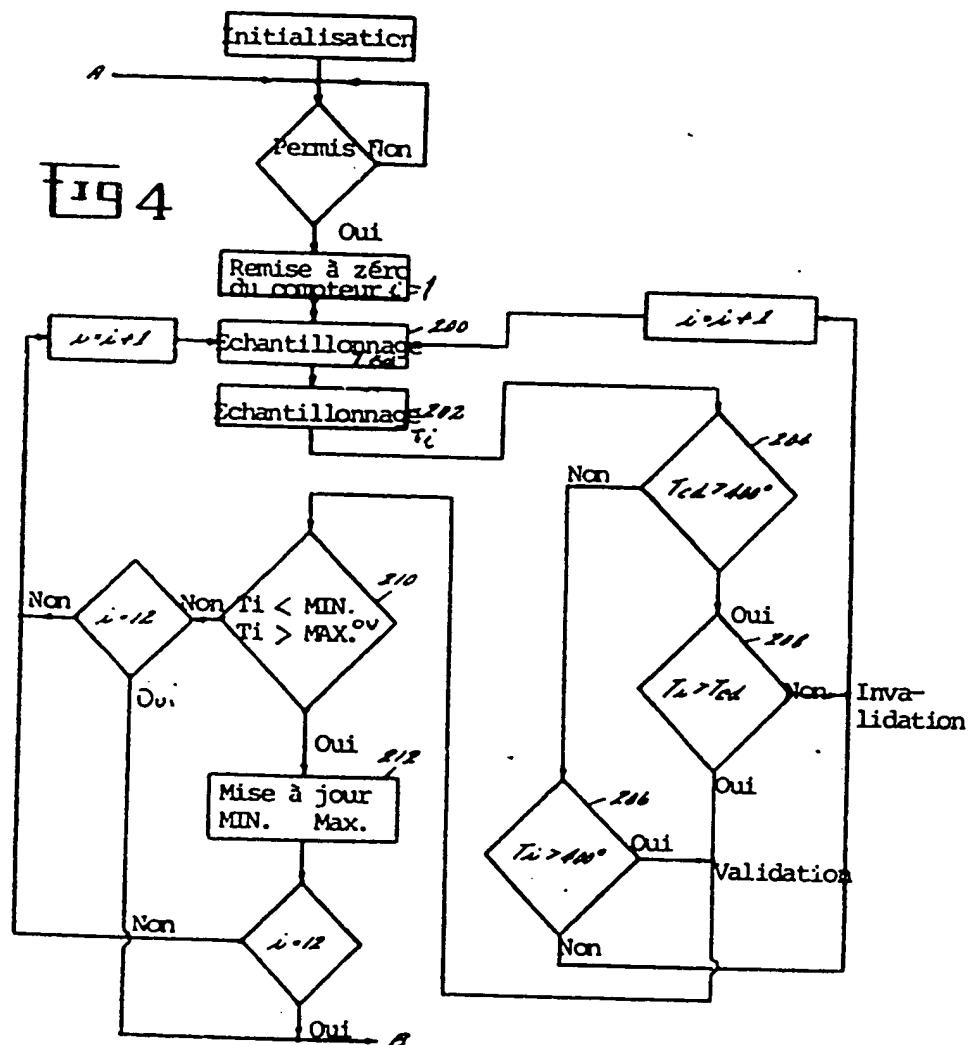 Initialisation
A
Permis Non
Fig 4
Oui
Remise à zéro
du compteur i=1
i=i+1
Echantillonnage
200
i=i+1
Echantillonnage
202
Ti
204
Non
Tcd>400°
210
Non
i=12
Non
Ti < MIN.
ou
Ti > MAX.
Oui
208
Ti>Tcd
Non
Inva-
lidation
Oui
Oui
212
Oui
Mise à jour
MIN. Max.
206
Ti>400°
Oui
Validation
Non
i=12
Non
Oui